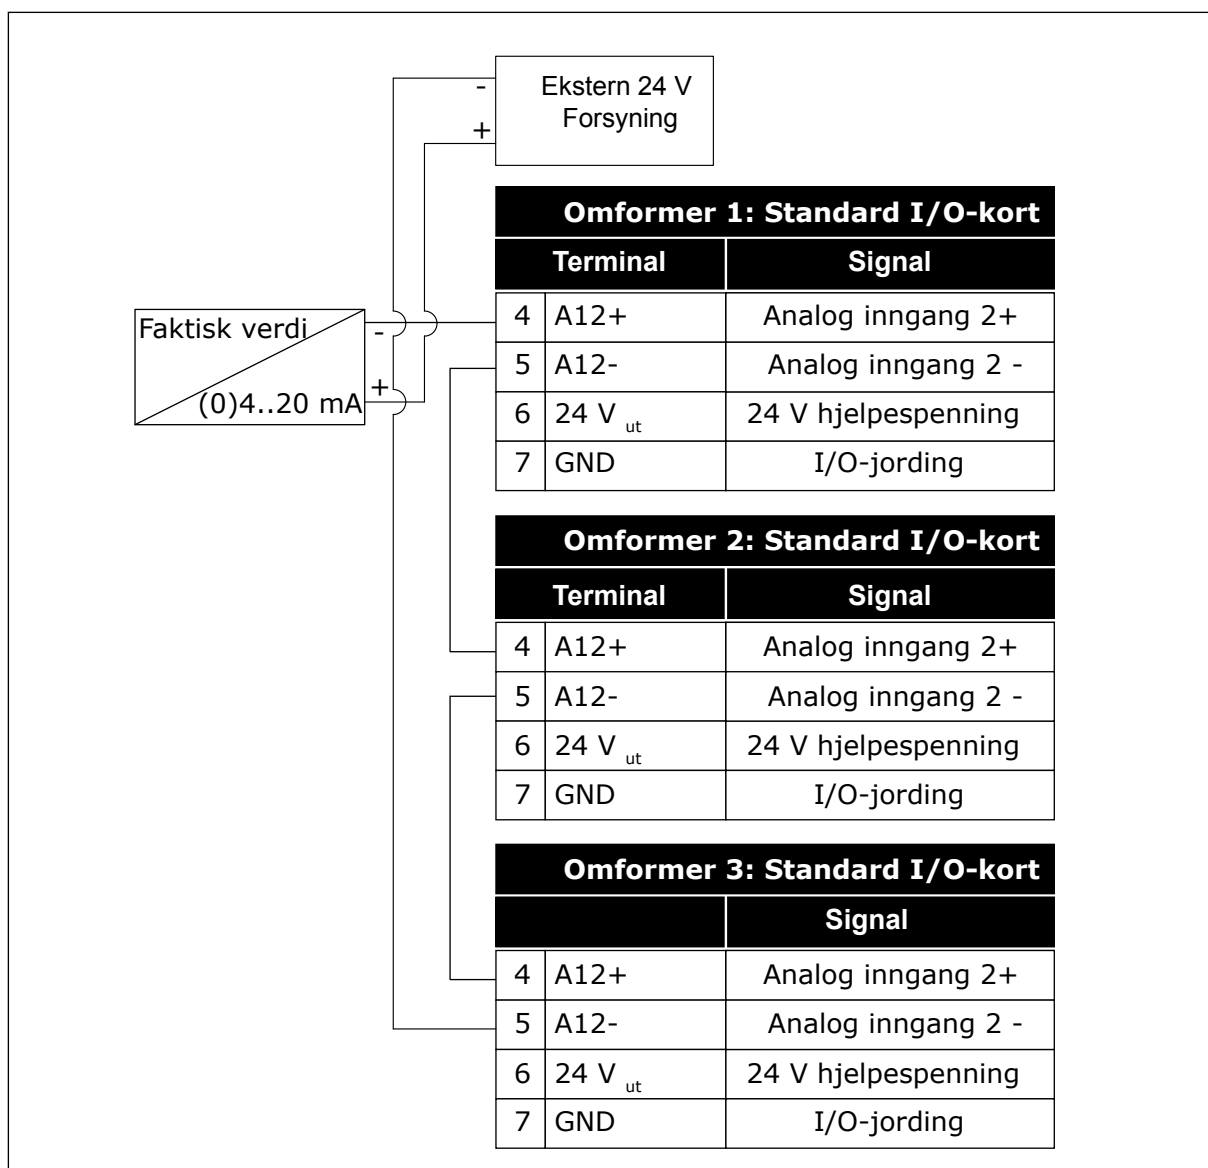 Ekstern 24 V
Forsyning
-
+
Faktisk verdi
(0)4..20 mA
-
+
Omformer 1: Standard I/O-kort
Terminal Signal
4 A12+ Analog inngang 2+
5 A12- Analog inngang 2 -
6 24 V ut 24 V hjelpespenning
7 GND I/O-jording
Omformer 2: Standard I/O-kort
Terminal Signal
4 A12+ Analog inngang 2+
5 A12- Analog inngang 2 -
6 24 V ut 24 V hjelpespenning
7 GND I/O-jording
Omformer 3: Standard I/O-kort
Signal
4 A12+ Analog inngang 2+
5 A12- Analog inngang 2 -
6 24 V ut 24 V hjelpespenning
7 GND I/O-jording